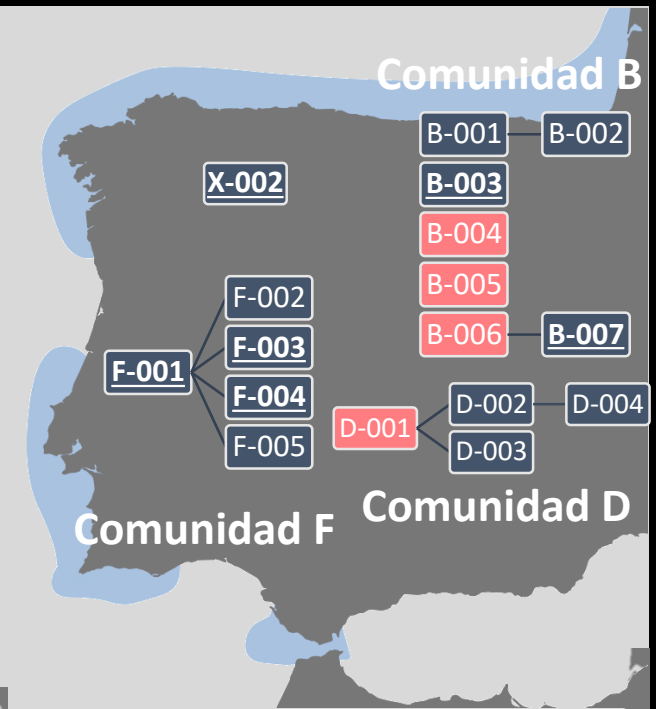 Comunidad B
B-001 B-002
X-002
B-003
B-004
B-005
B-006 B-007
F-002
F-003
F-001
F-004
F-005
D-001
D-002 D-004
D-003
Comunidad D
Comunidad F